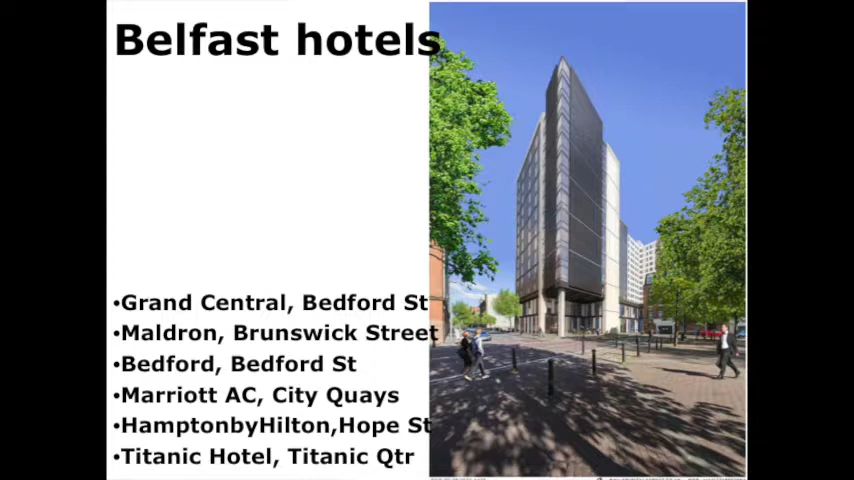 Belfast hotels
•Grand Central, Bedford St
•Maldron, Brunswick Street
•Bedford, Bedford St
•Marriott AC, City Quays
•HamptonbyHilton,Hope St
•Titanic Hotel, Titanic Qtr